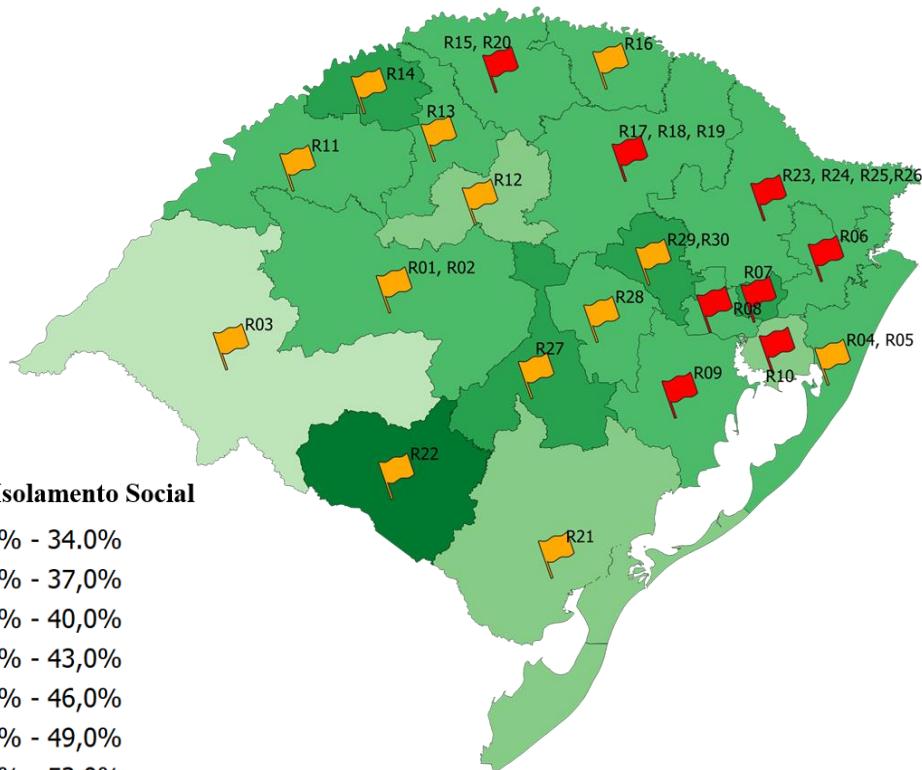 R15, R20
R16
R14
R13
R17, R18, R19
R11
R12
R23, R24, R25,R26
R29,R30
R06
R01, R02
R07
R28
R08
R03
R04, R05
R27
R10
R09
R22
Isolamento Social
% - 34.0%
R21
% - 37,0%
% - 40,0%
% - 43,0%
% - 46,0%
% - 49,0%